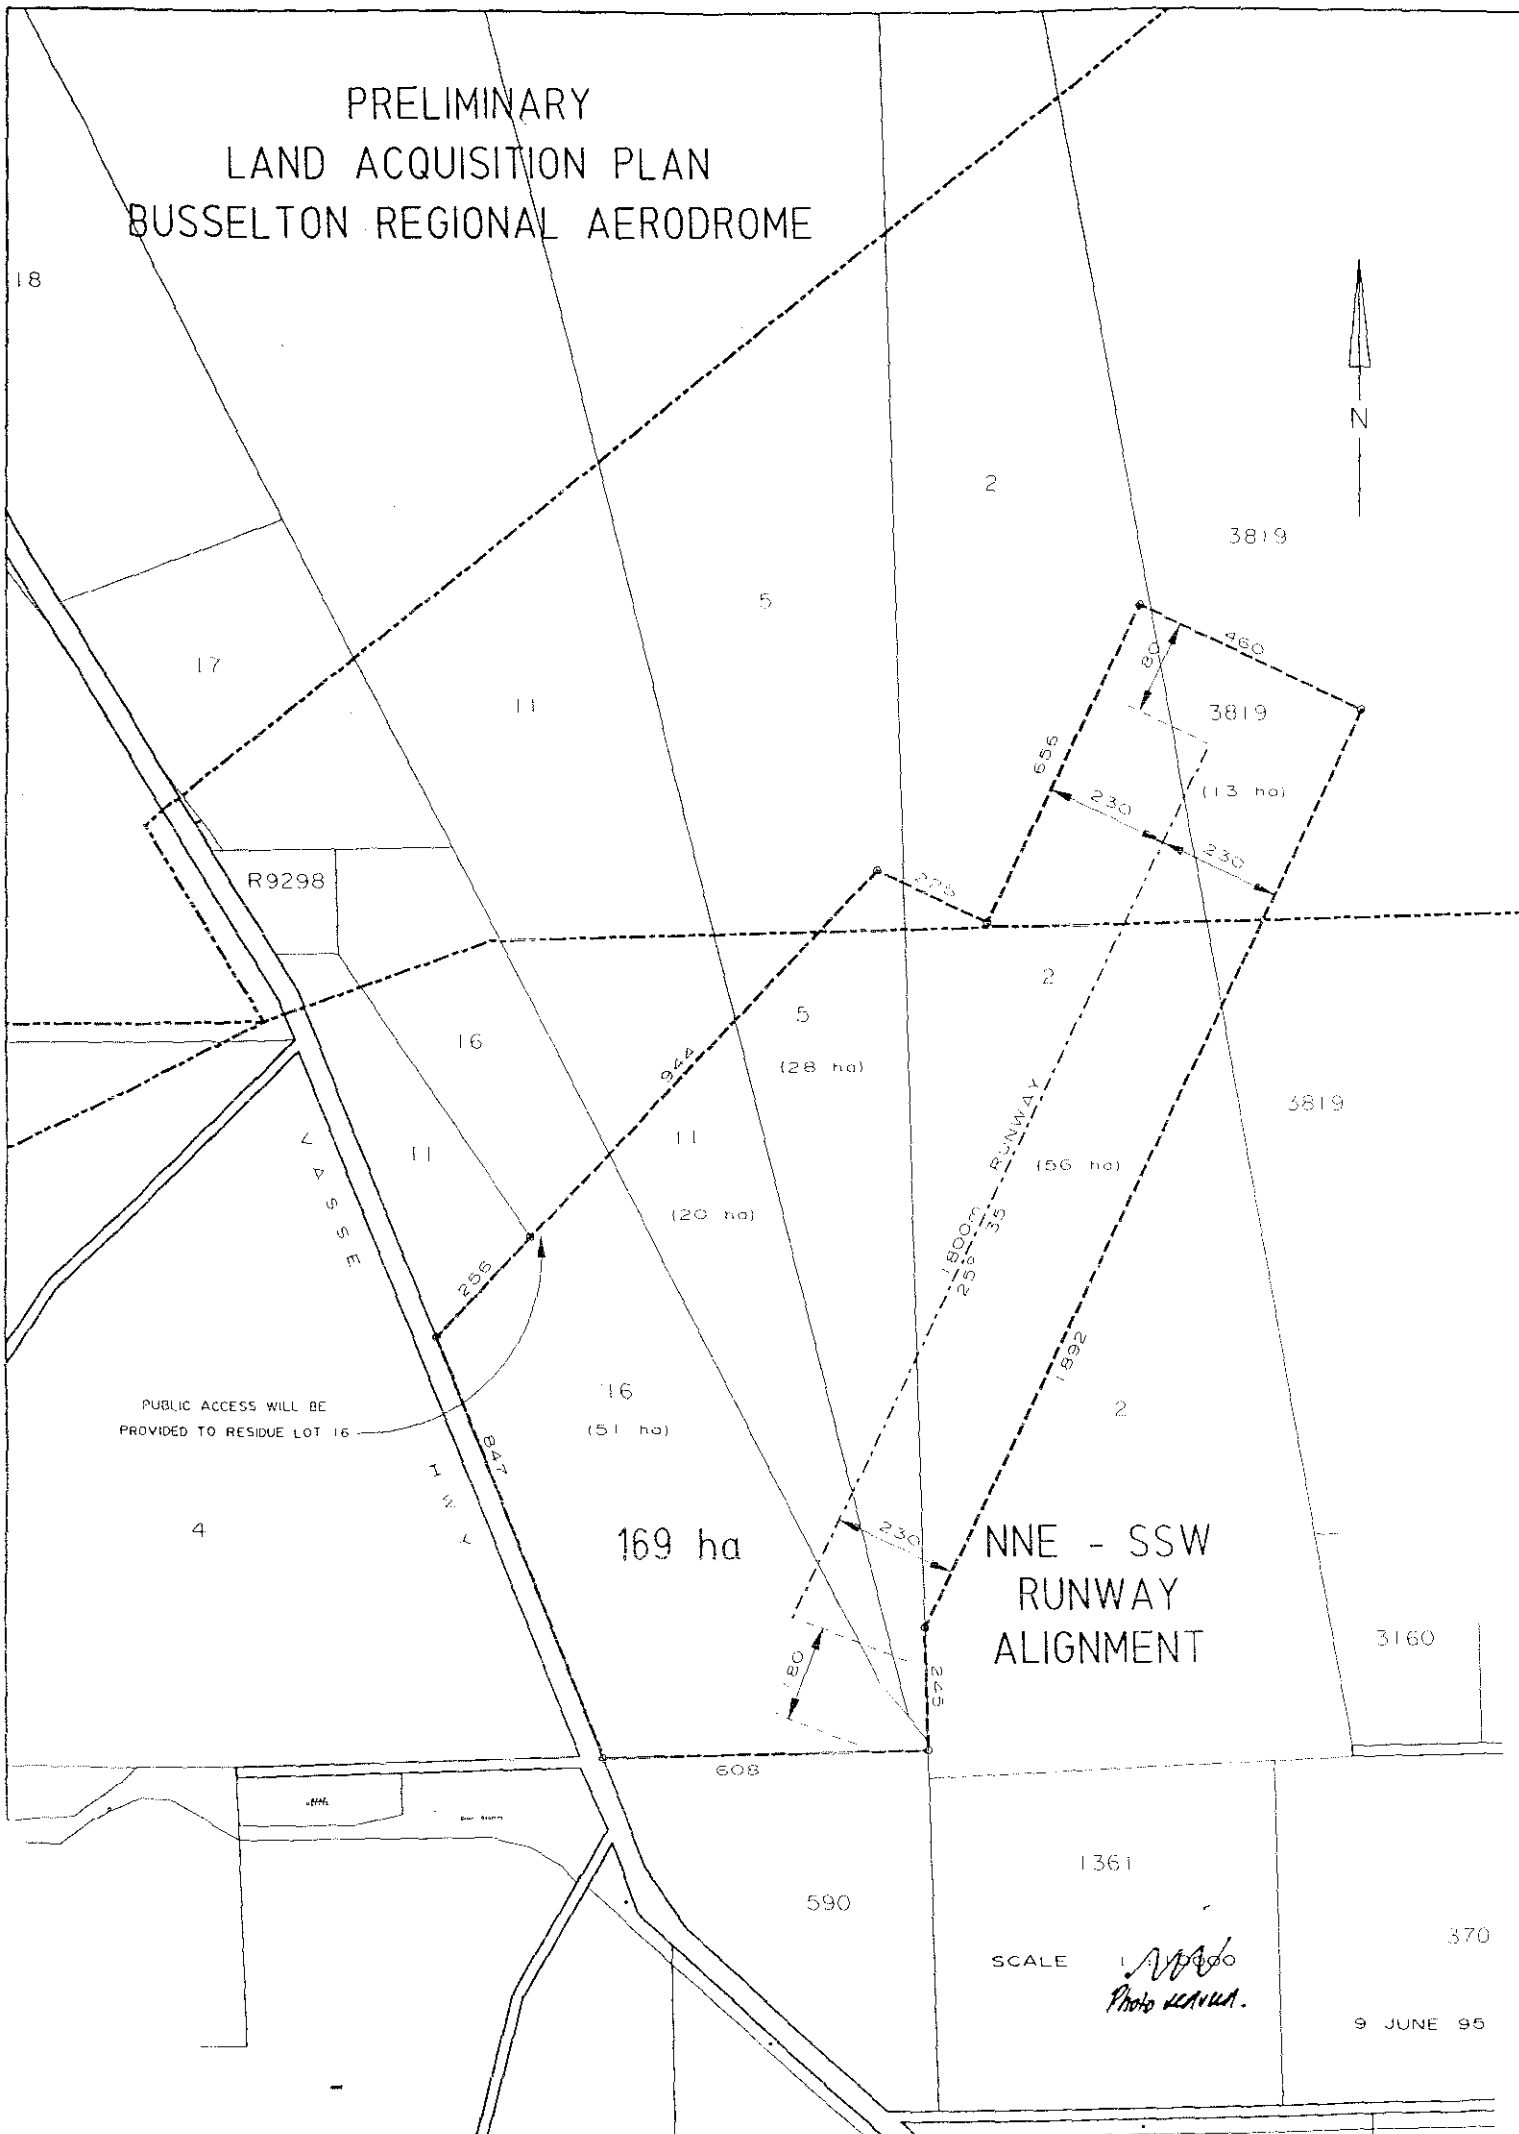 PRELIMINARY
LAND ACQUISITION PLAN
BUSSELTON REGIONAL AERODROME
18
N
2
3819
5
17
11
460
80
3819
656
(13 ha)
230
230
R9298
275
2
5
16
944
(28 ha)
3819
11
11
(56 ha)
RUNWAY
1800m
25°
35
(20 ha)
VASSE
256
1892
16
(51 ha)
PUBLIC ACCESS WILL BE
PROVIDED TO RESIDUE LOT 16
2
847
HWY
4
169 ha
230
NNE - SSW
RUNWAY
ALIGNMENT
3160
180
245
608
1361
590
370
SCALE
Photo
9 JUNE 95